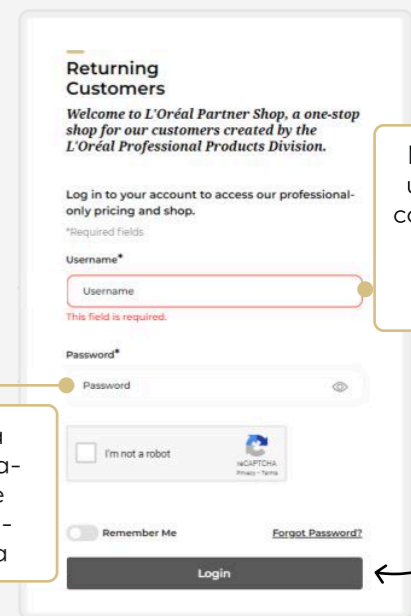 Returning
Customers
Welcome to L'Oréal Partner Shop, a one-stop
shop for our customers created by the
L'Oréal Professional Products Division.
Log in to your account to access our professional-
only pricing and shop.
*Required fields
Username*
Username
This field is required.
Password*
Password
I'm not a robot
reCAPTCHA
Privacy - Terms
Remember Me
Forgot Password?
Login